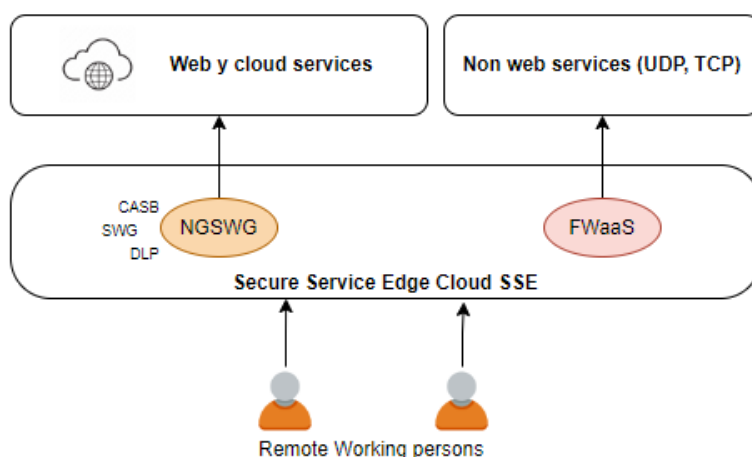 Web y cloud services
Non web services (UDP, TCP)
CASB
SWG
DLP
NGSWG
FWaaS
Secure Service Edge Cloud SSE
Remote Working persons